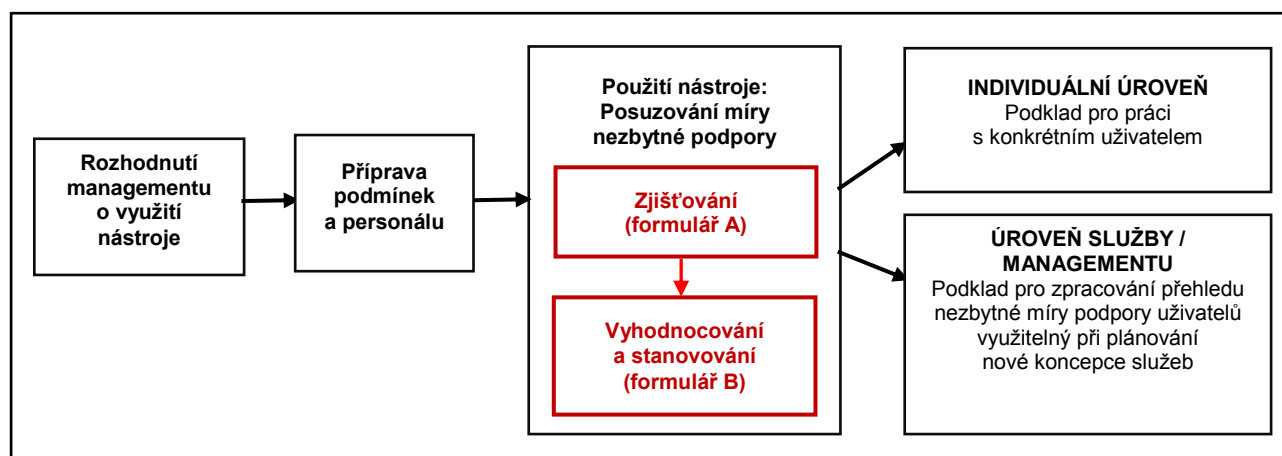 Rozhodnutí
managementu
o využití
nástroje
Příprava
podmínek
a personálu
Použití nástroje:
Posuzování míry
nezbytné podpory
Zjišťování
(formulář A)
Vyhodnocování
a stanovování
(formulář B)
INDIVIDUÁLNÍ ÚROVEŇ
Podklad pro práci
s konkrétním uživatelem
ÚROVEŇ SLUŽBY /
MANAGEMENTU
Podklad pro zpracování přehledu
nezbytné míry podpory uživatelů
využitelný při plánování
nové koncepce služeb